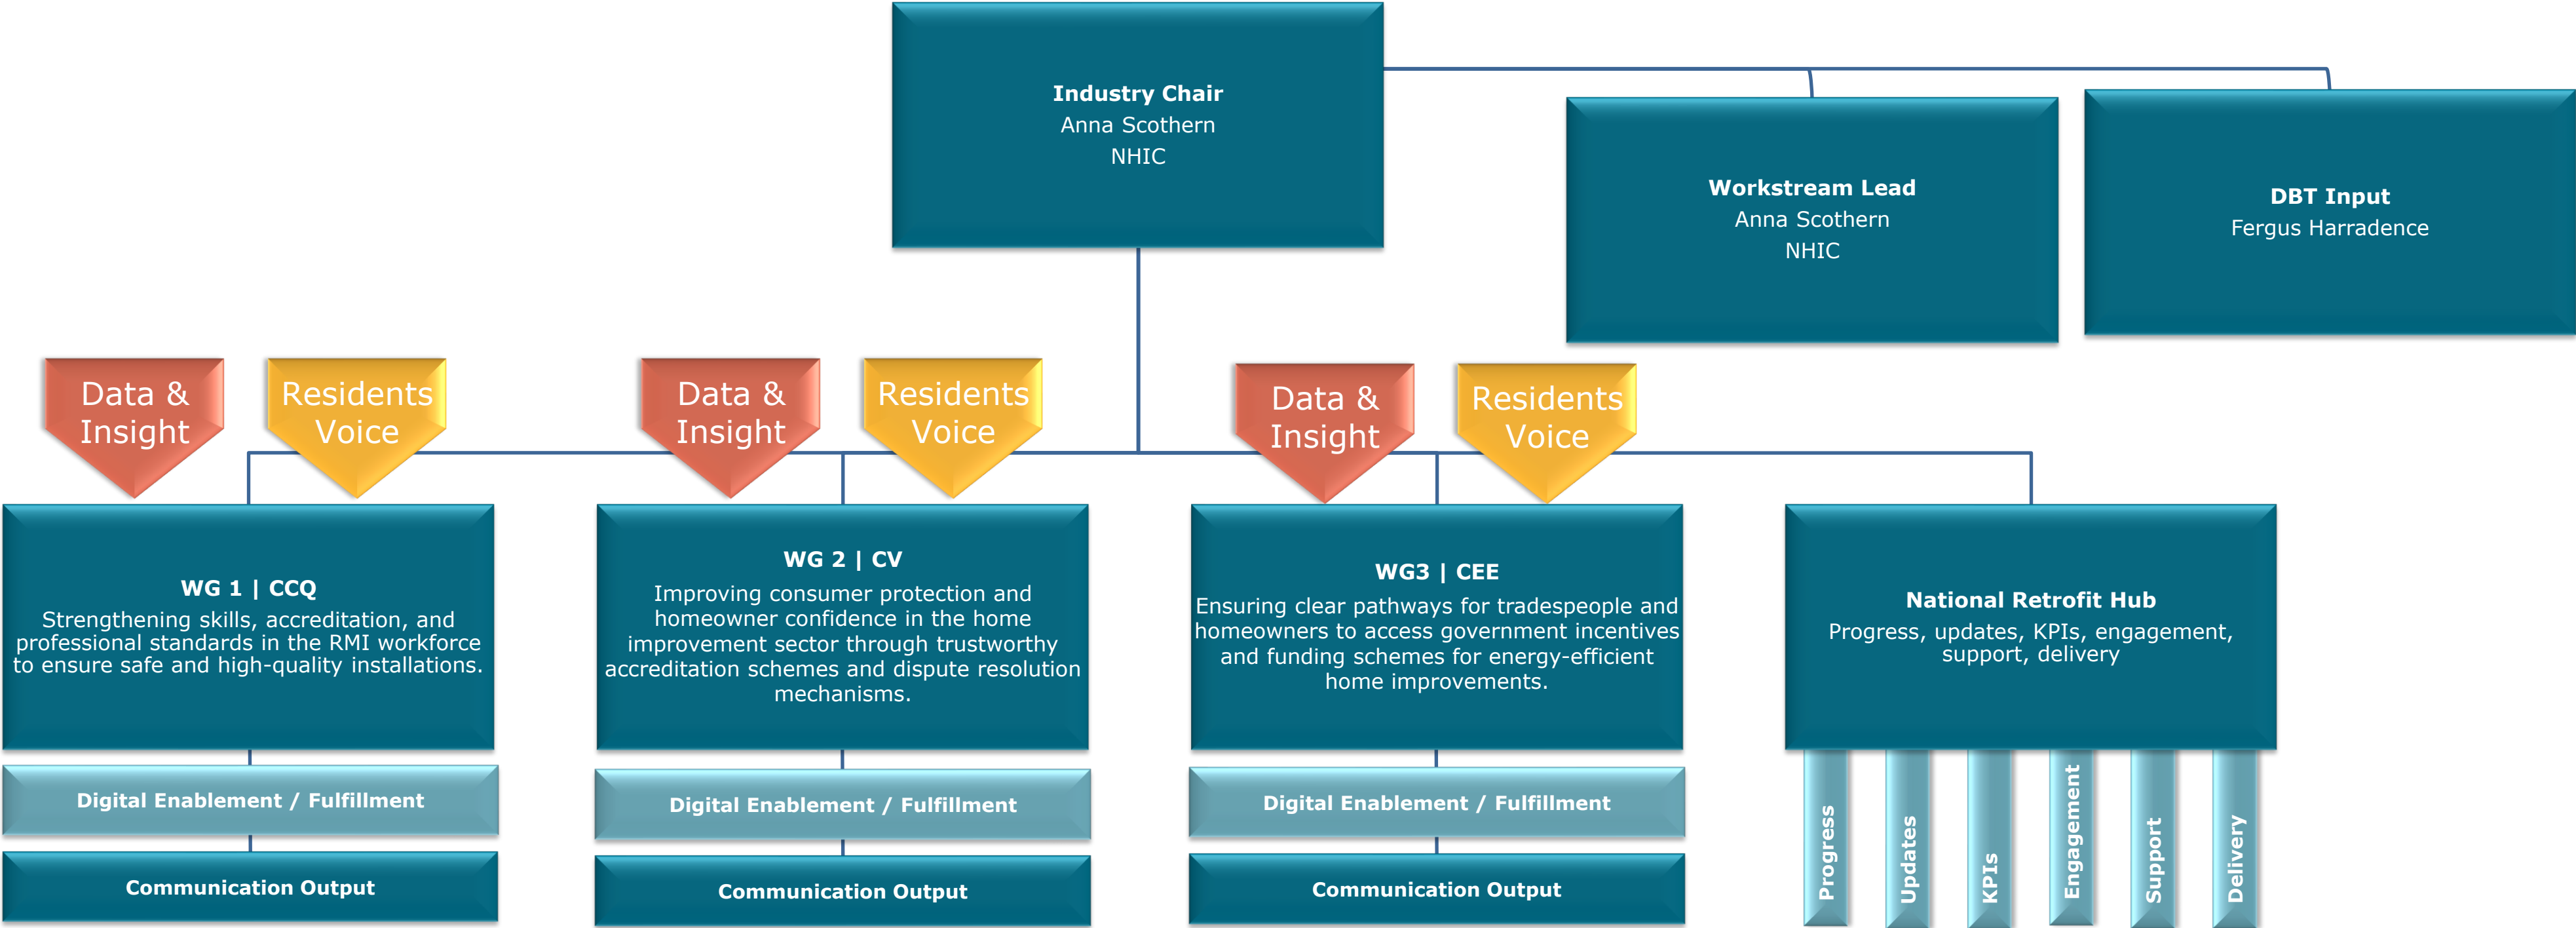 Industry Chair
Anna Scothern
NHIC
Workstream Lead
Anna Scothern
NHIC
DBT Input
Fergus Harradence
Data &
Insight
Residents
Voice
Data &
Insight
Residents
Voice
Data &
Insight
Residents
Voice
WG 1 | CCQ
Strengthening skills, accreditation, and
professional standards in the RMI workforce
to ensure safe and high-quality installations.
WG 2 | CV
Improving consumer protection and
homeowner confidence in the home
improvement sector through trustworthy
accreditation schemes and dispute resolution
mechanisms.
WG3 | CEE
Ensuring clear pathways for tradespeople and
homeowners to access government incentives
and funding schemes for energy-efficient
home improvements.
National Retrofit Hub
Progress, updates, KPIs, engagement,
support, delivery
Digital Enablement / Fulfillment
Communication Output
Digital Enablement / Fulfillment
Communication Output
Digital Enablement / Fulfillment
Communication Output
Progress
Updates
KPIs
Engagement
Support
Delivery